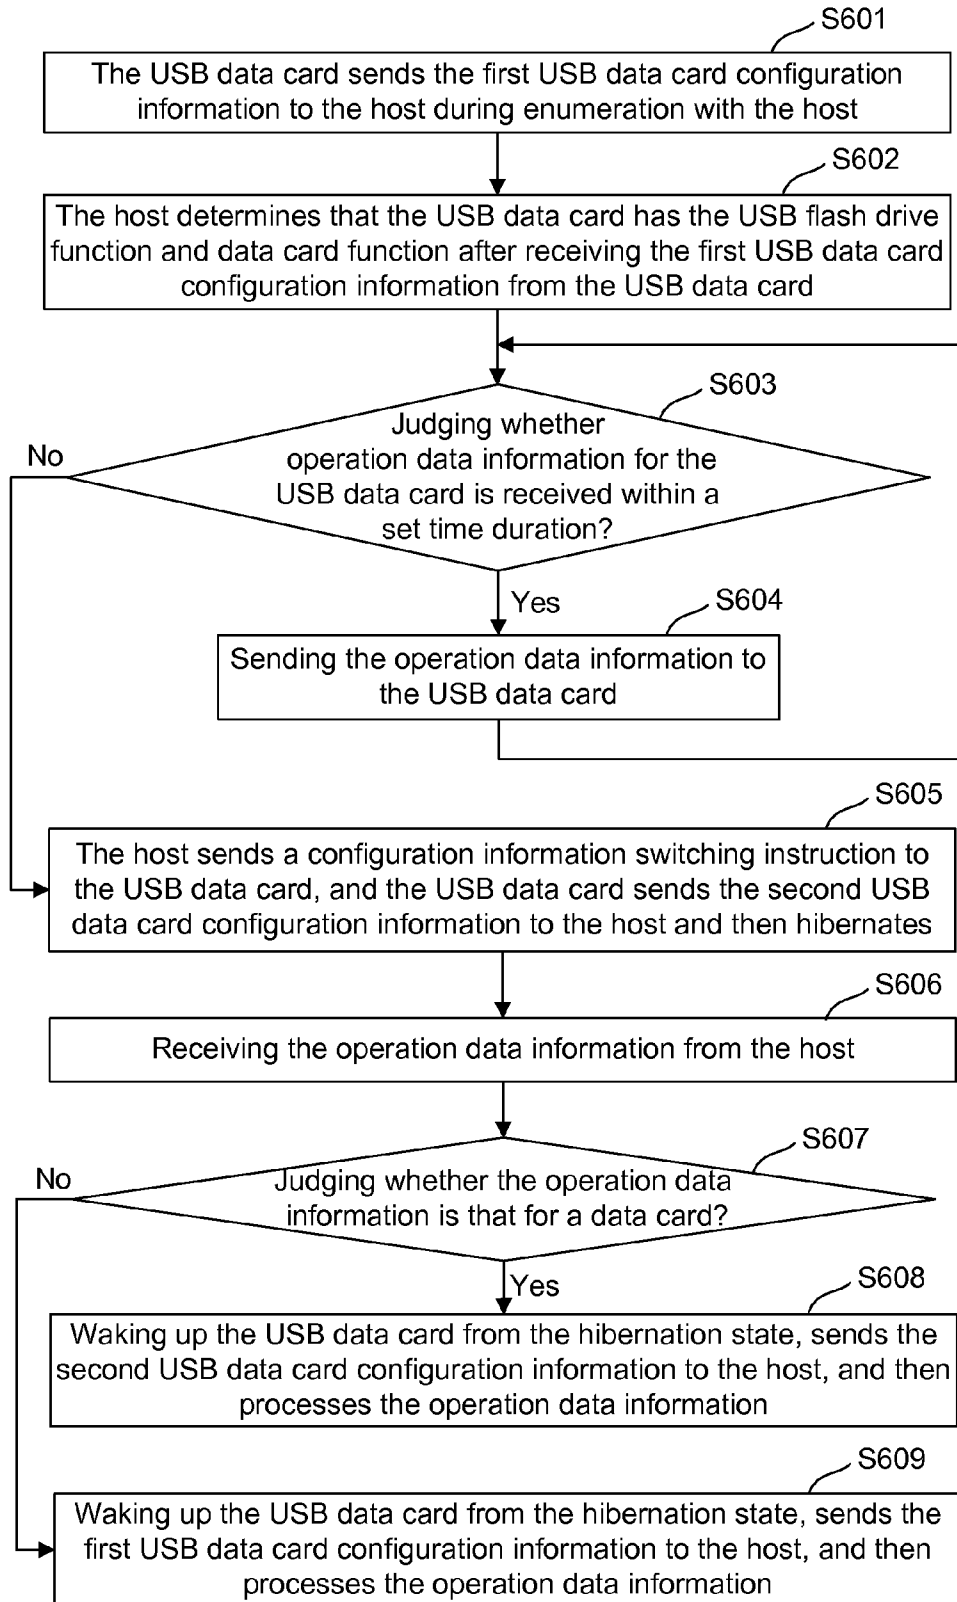 S601
The USB data card sends the first USB data card configuration
information to the host during enumeration with the host
S602
The host determines that the USB data card has the USB flash drive
function and data card function after receiving the first USB data card
configuration information from the USB data card
S603
Judging whether
operation data information for the
USB data card is received within a
set time duration?
No
Yes
S604
Sending the operation data information to
the USB data card
S605
The host sends a configuration information switching instruction to
the USB data card, and the USB data card sends the second USB
data card configuration information to the host and then hibernates
S606
Receiving the operation data information from the host
S607
Judging whether the operation data
information is that for a data card?
No
Yes
S608
Waking up the USB data card from the hibernation state, sends the
second USB data card configuration information to the host, and then
processes the operation data information
S609
Waking up the USB data card from the hibernation state, sends the
first USB data card configuration information to the host, and then
processes the operation data information